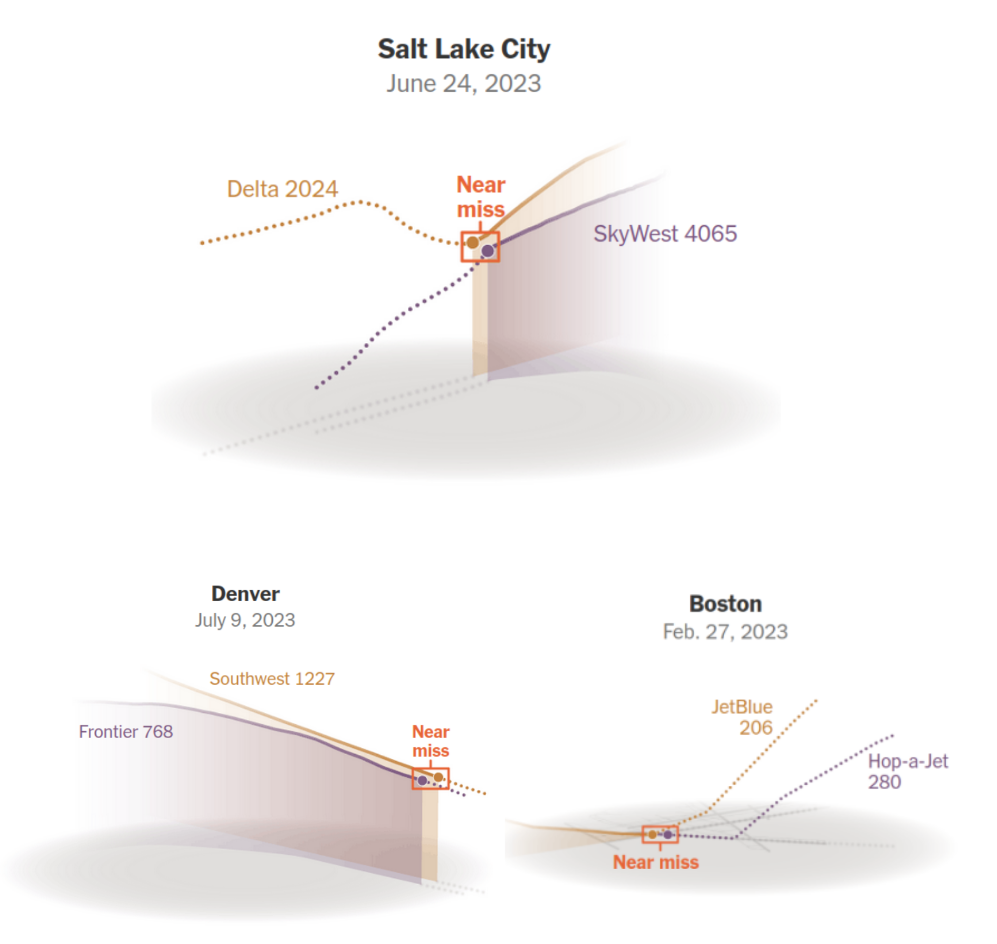 Salt Lake City
June 24, 2023
Delta 2024
Near
miss
SkyWest 4065
Denver
July 9, 2023
Southwest 1227
Frontier 768
Near
miss
Boston
Feb. 27, 2023
JetBlue
206
Hop-a-Jet
280
Near miss